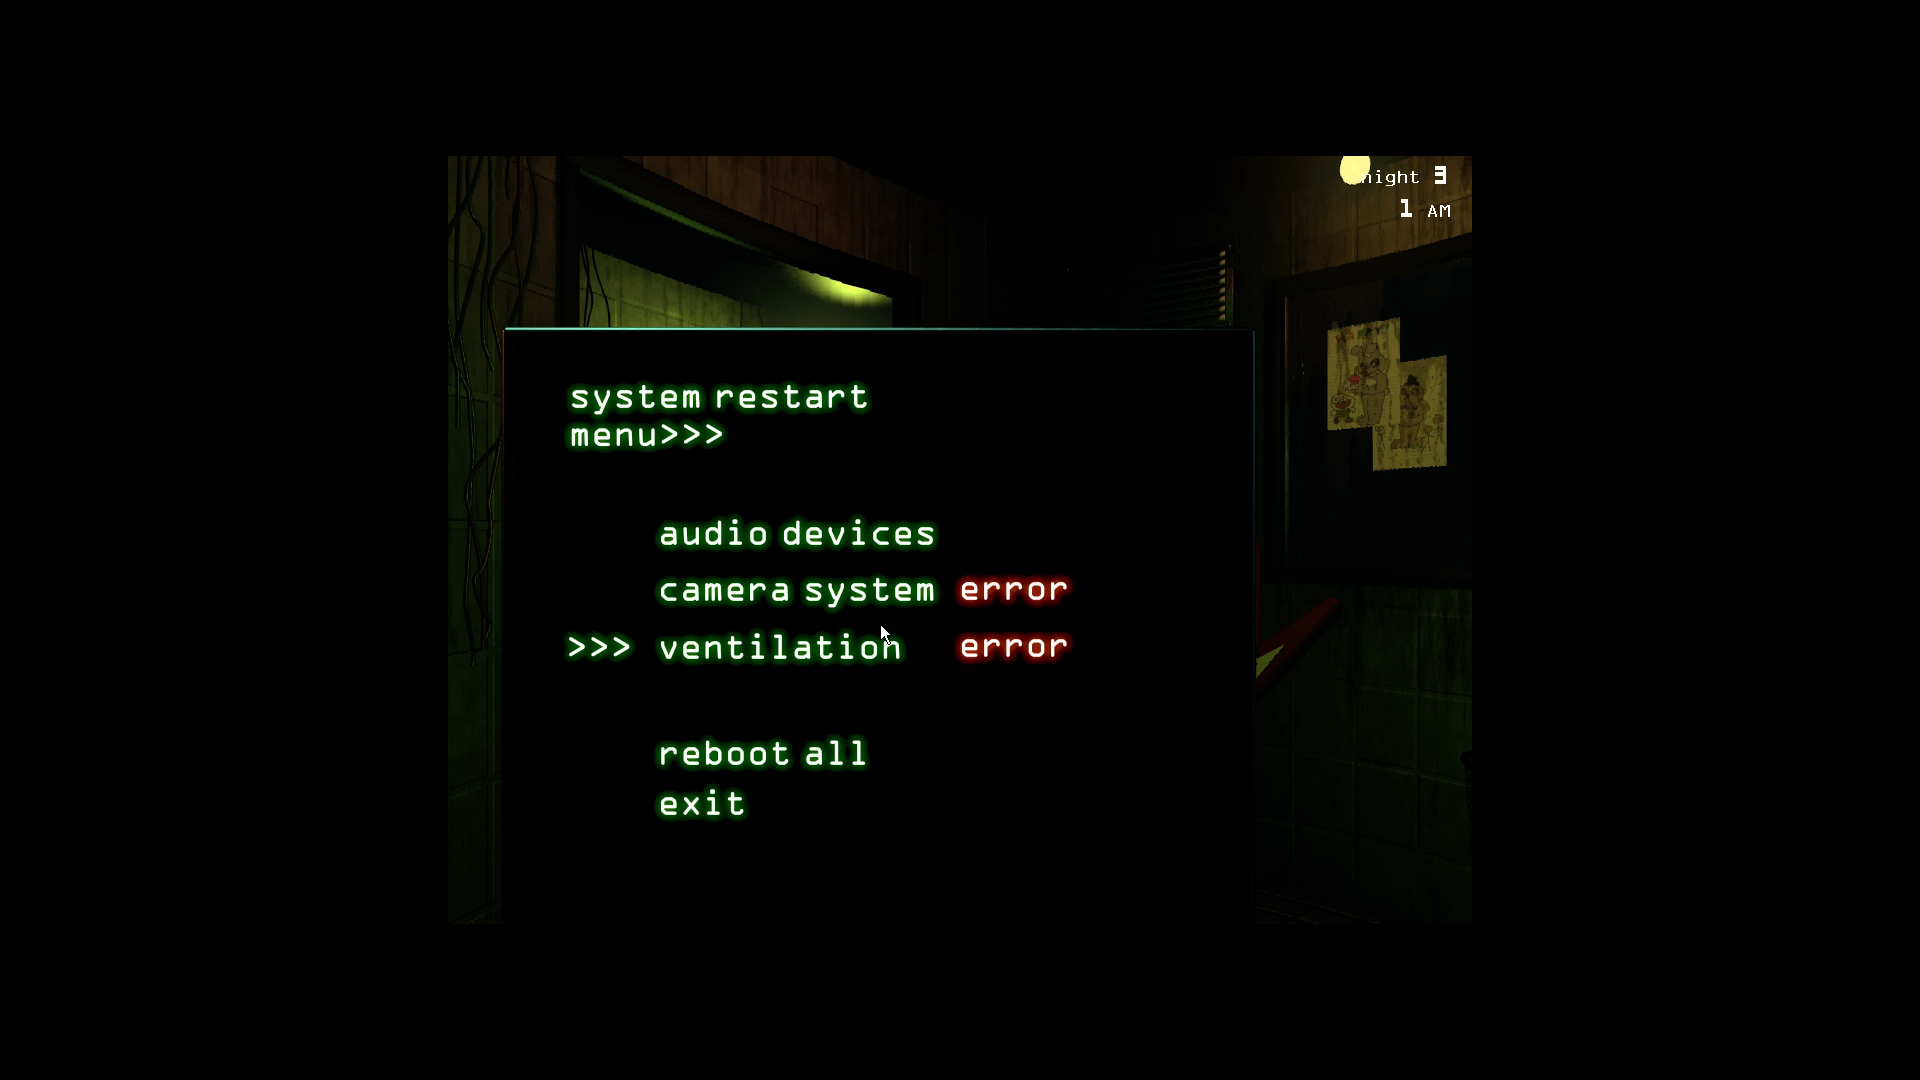 night 3
1 AM
system restart
menu>>>
audio devices
camera system error
>>> ventilation error
reboot all
exit